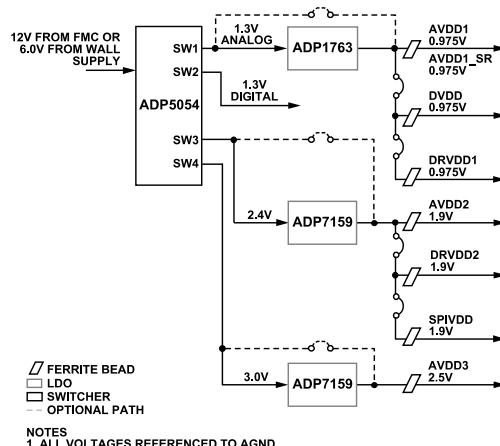 12V FROM FMC OR
6.0V FROM WALL
SUPPLY
ADP5054
SW1
SW2
SW3
SW4
1.3V
ANALOG
1.3V
DIGITAL
ADP1763
2.4V
ADP7159
3.0V
ADP7159
AVDD1
0.975V
AVDD1_SR
0.975V
DVDD
0.975V
DRVDD1
0.975V
AVDD2
1.9V
DRVDD2
1.9V
SPIVDD
1.9V
AVDD3
2.5V
FERRITE BEAD
LDO
SWITCHER
OPTIONAL PATH
NOTES
1. ALL VOLTAGES REFERENCED TO AGND